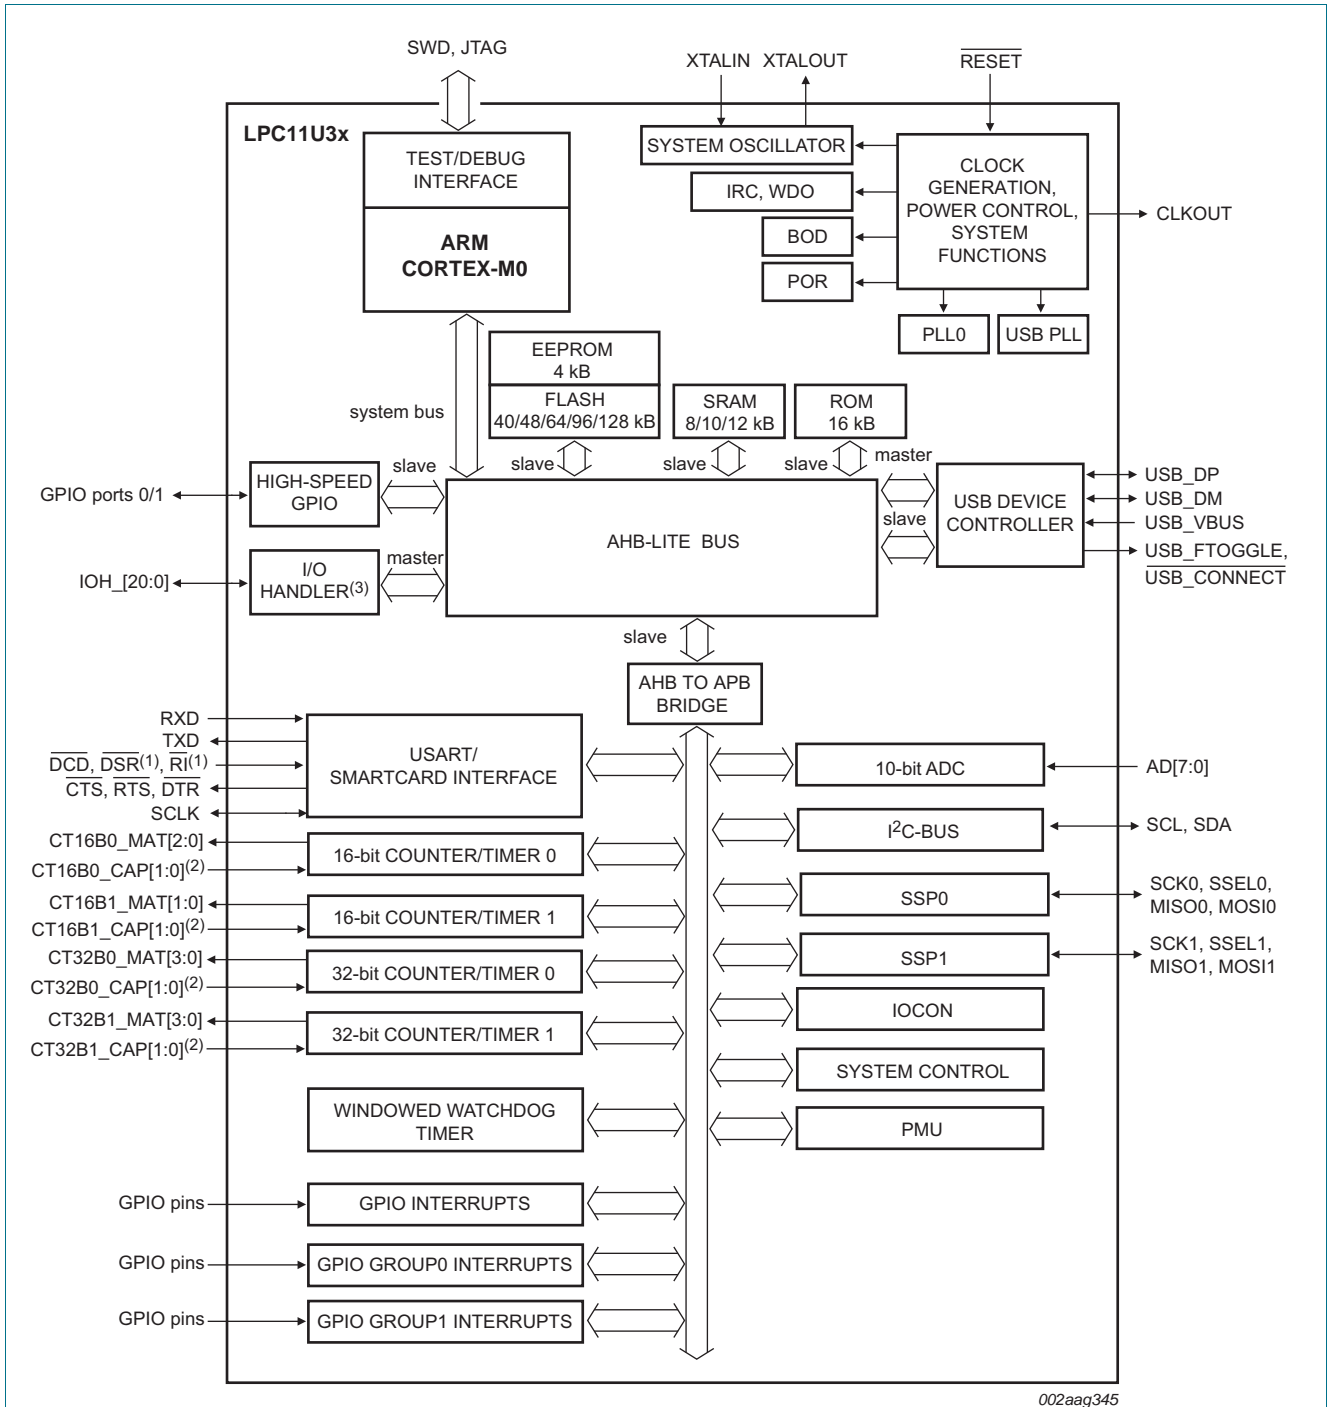 SWD, JTAG
XTALIN XTALOUT
RESET
LPC11U3x
TEST/DEBUG
INTERFACE
ARM
CORTEX-M0
SYSTEM OSCILLATOR
IRC, WDO
BOD
POR
CLOCK
GENERATION,
POWER CONTROL,
SYSTEM
FUNCTIONS
CLKOUT
PLL0
USB PLL
EEPROM
4 kB
FLASH
40/48/64/96/128 kB
SRAM
8/10/12 kB
ROM
16 kB
system bus
slave
slave
slave
slave
master
slave
GPIO ports 0/1
HIGH-SPEED
GPIO
IOH_[20:0]
I/O
HANDLER(3)
master
AHB-LITE BUS
USB DEVICE
CONTROLLER
USB_DP
USB_DM
USB_VBUS
USB_FTOGGLE,
USB_CONNECT
slave
AHB TO APB
BRIDGE
RXD
TXD
DCD, DSR(1), RI(1)
CTS, RTS, DTR
SCLK
USART/
SMARTCARD INTERFACE
CT16B0_MAT[2:0]
CT16B0_CAP[1:0](2)
16-bit COUNTER/TIMER 0
CT16B1_MAT[1:0]
CT16B1_CAP[1:0](2)
16-bit COUNTER/TIMER 1
CT32B0_MAT[3:0]
CT32B0_CAP[1:0](2)
32-bit COUNTER/TIMER 0
CT32B1_MAT[3:0]
CT32B1_CAP[1:0](2)
32-bit COUNTER/TIMER 1
WINDOWED WATCHDOG
TIMER
GPIO pins
GPIO INTERRUPTS
GPIO pins
GPIO GROUP0 INTERRUPTS
GPIO pins
GPIO GROUP1 INTERRUPTS
10-bit ADC
AD[7:0]
I2C-BUS
SCL, SDA
SSP0
SCK0, SSEL0,
MISO0, MOSI0
SSP1
SCK1, SSEL1,
MISO1, MOSI1
IOCON
SYSTEM CONTROL
PMU
002aag345